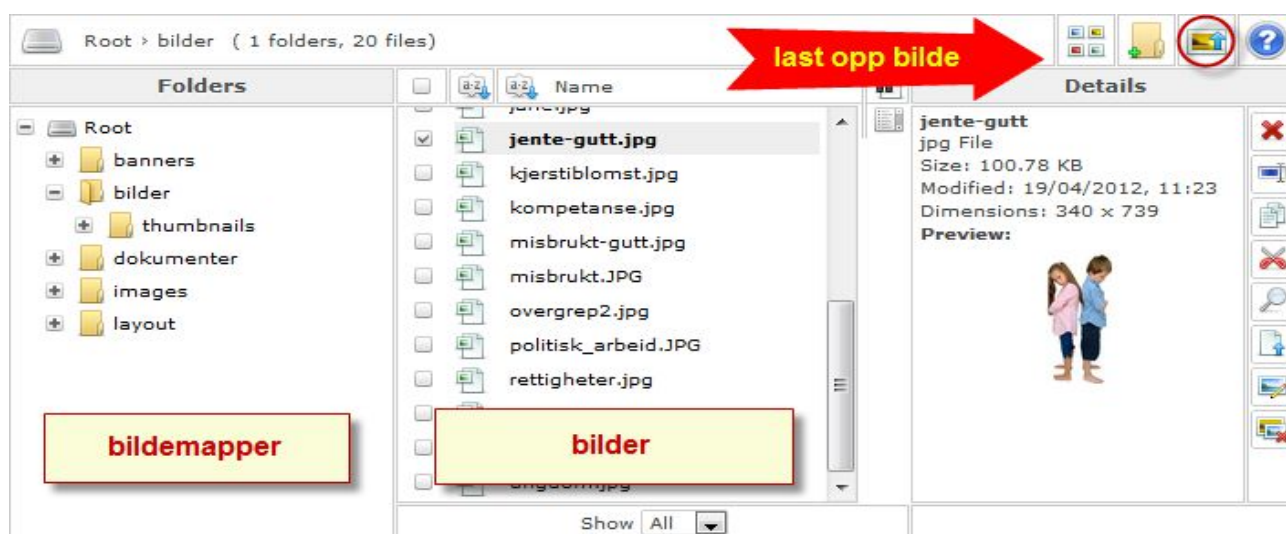 Root › bilder ( 1 folders, 20 files)
last opp bilde
Folders
Name
Details
Root
banners
bilder
thumbnails
dokumenter
images
layout
bildemapper
jente-gutt.jpg
kjerstiblomst.jpg
kompetanse.jpg
misbrukt-gutt.jpg
misbrukt.JPG
overgrep2.jpg
politisk_arbeid.JPG
rettigheter.jpg
bilder
Show All
jente-gutt
jpg File
Size: 100.78 KB
Modified: 19/04/2012, 11:23
Dimensions: 340 x 739
Preview: